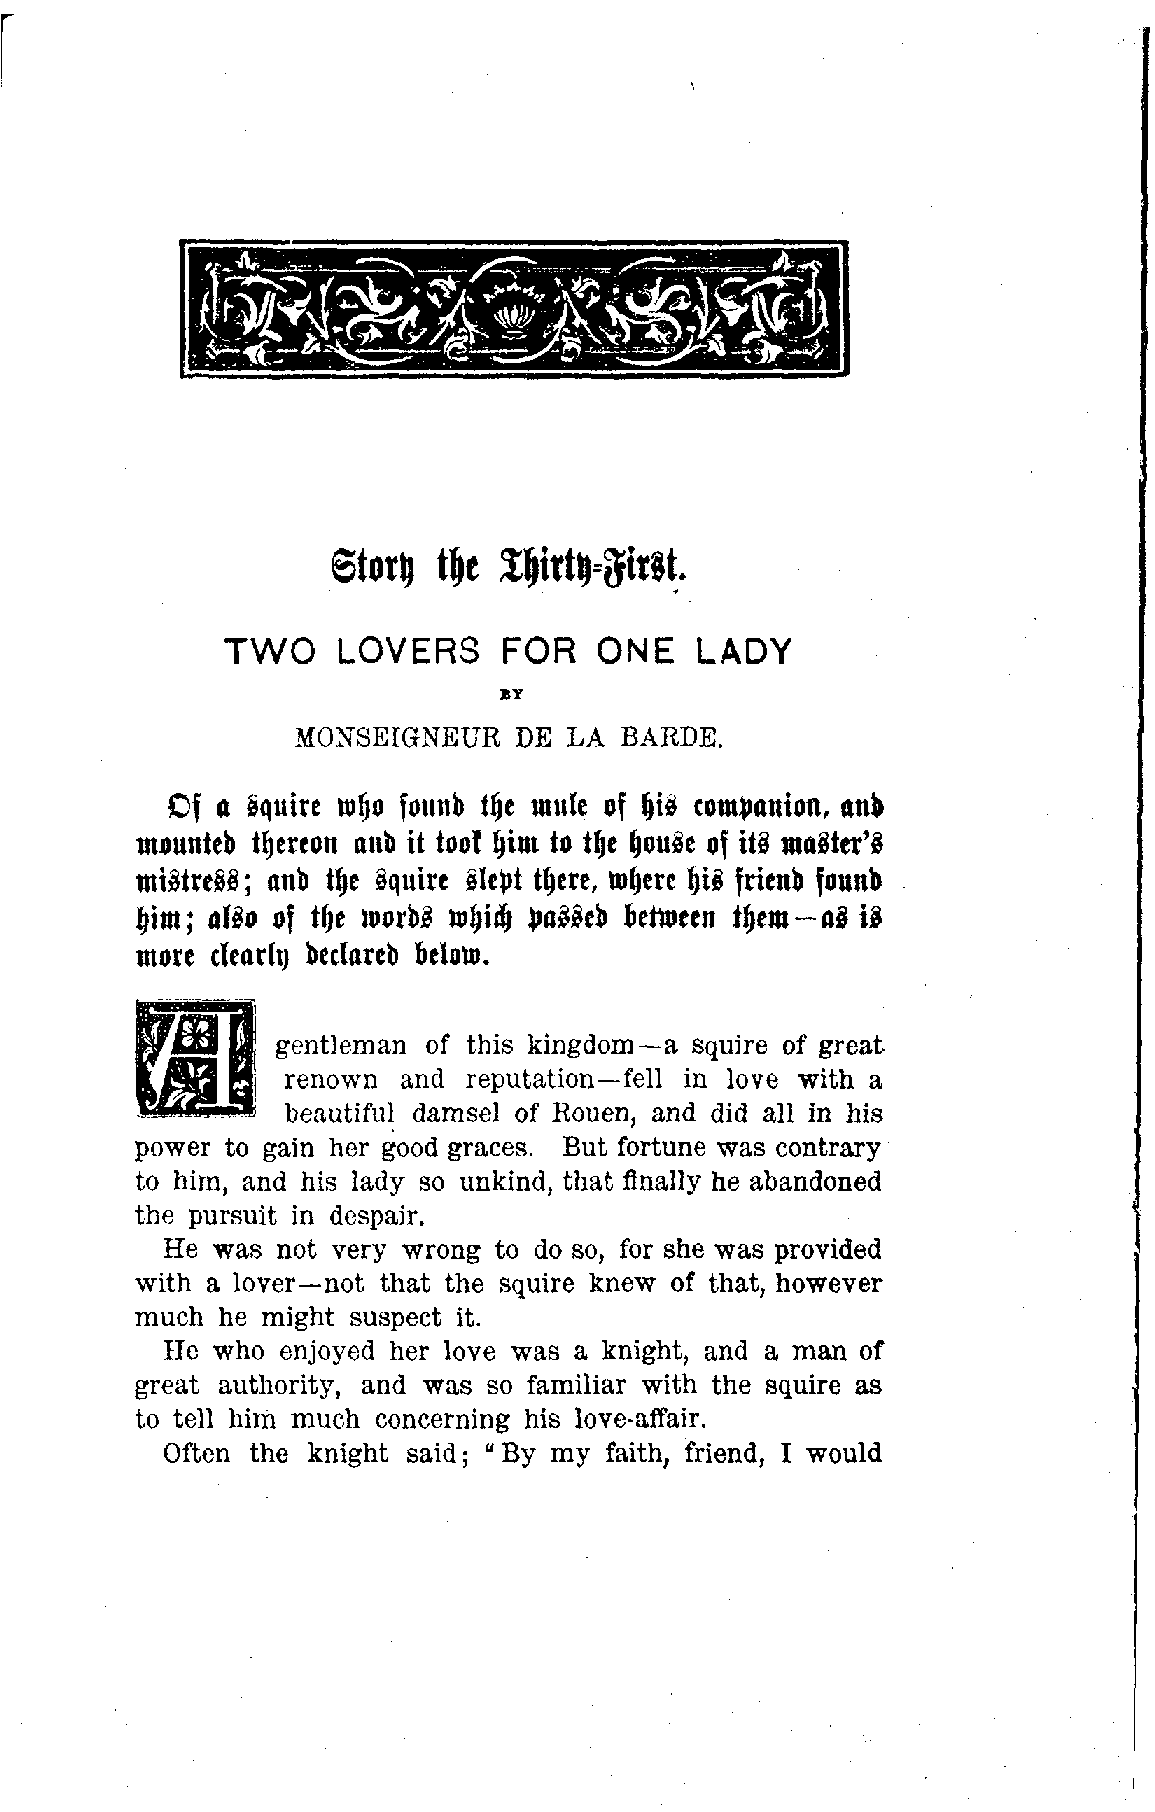 Story the Thirty-First.
TWO LOVERS FOR ONE LADY
BY
MONSEIGNEUR DE LA BARDE.
Of a squire who found the mule of his companion, and
mounted thereon and it took him to the house of its master's
mistress; and the squire slept there, where his friend found
him; also of the words which passed between them—as is
more clearly declared below.
A gentleman of this kingdom—a squire of great
renown and reputation—fell in love with a
beautiful damsel of Rouen, and did all in his
power to gain her good graces. But fortune was contrary
to him, and his lady so unkind, that finally he abandoned
the pursuit in despair.
He was not very wrong to do so, for she was provided
with a lover—not that the squire knew of that, however
much he might suspect it.
He who enjoyed her love was a knight, and a man of
great authority, and was so familiar with the squire as
to tell him much concerning his love-affair.
Often the knight said; "By my faith, friend, I would